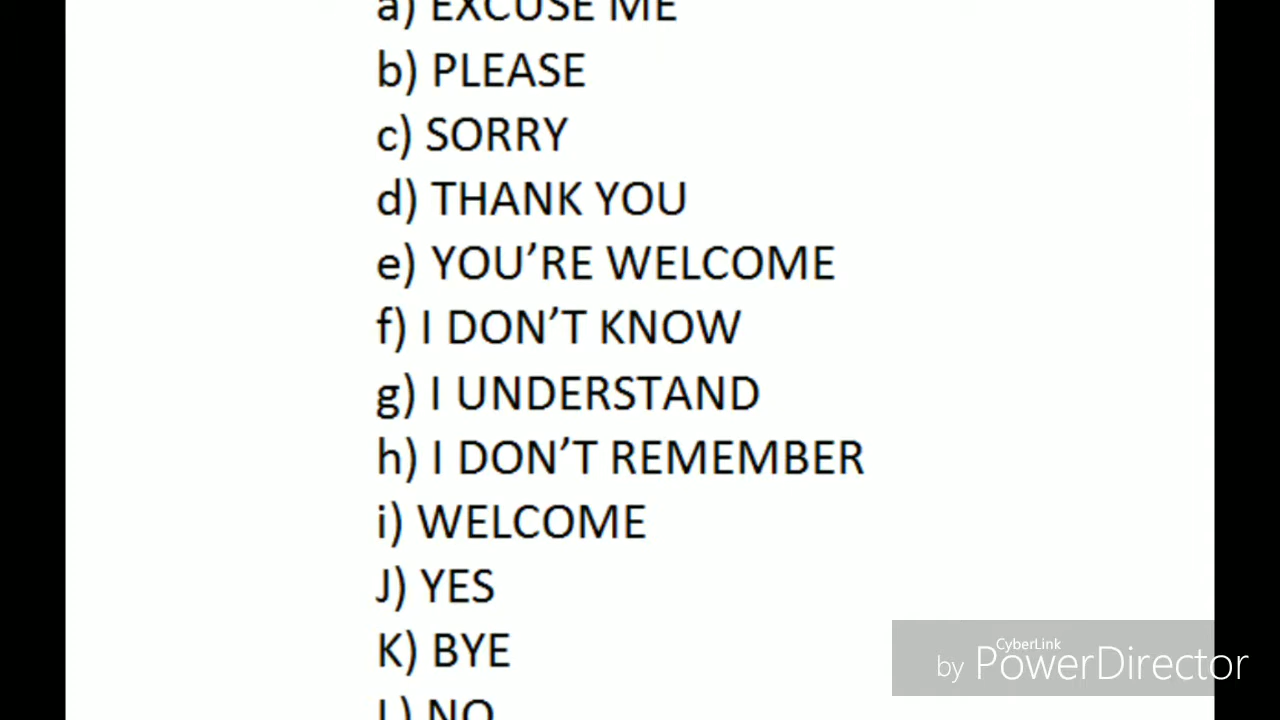 a) EXCUSE ME
b) PLEASE
c) SORRY
d) THANK YOU
e) YOU’RE WELCOME
f) I DON’T KNOW
g) I UNDERSTAND
h) I DON’T REMEMBER
i) WELCOME
J) YES
K) BYE
L) NO
CyberLink
by PowerDirector